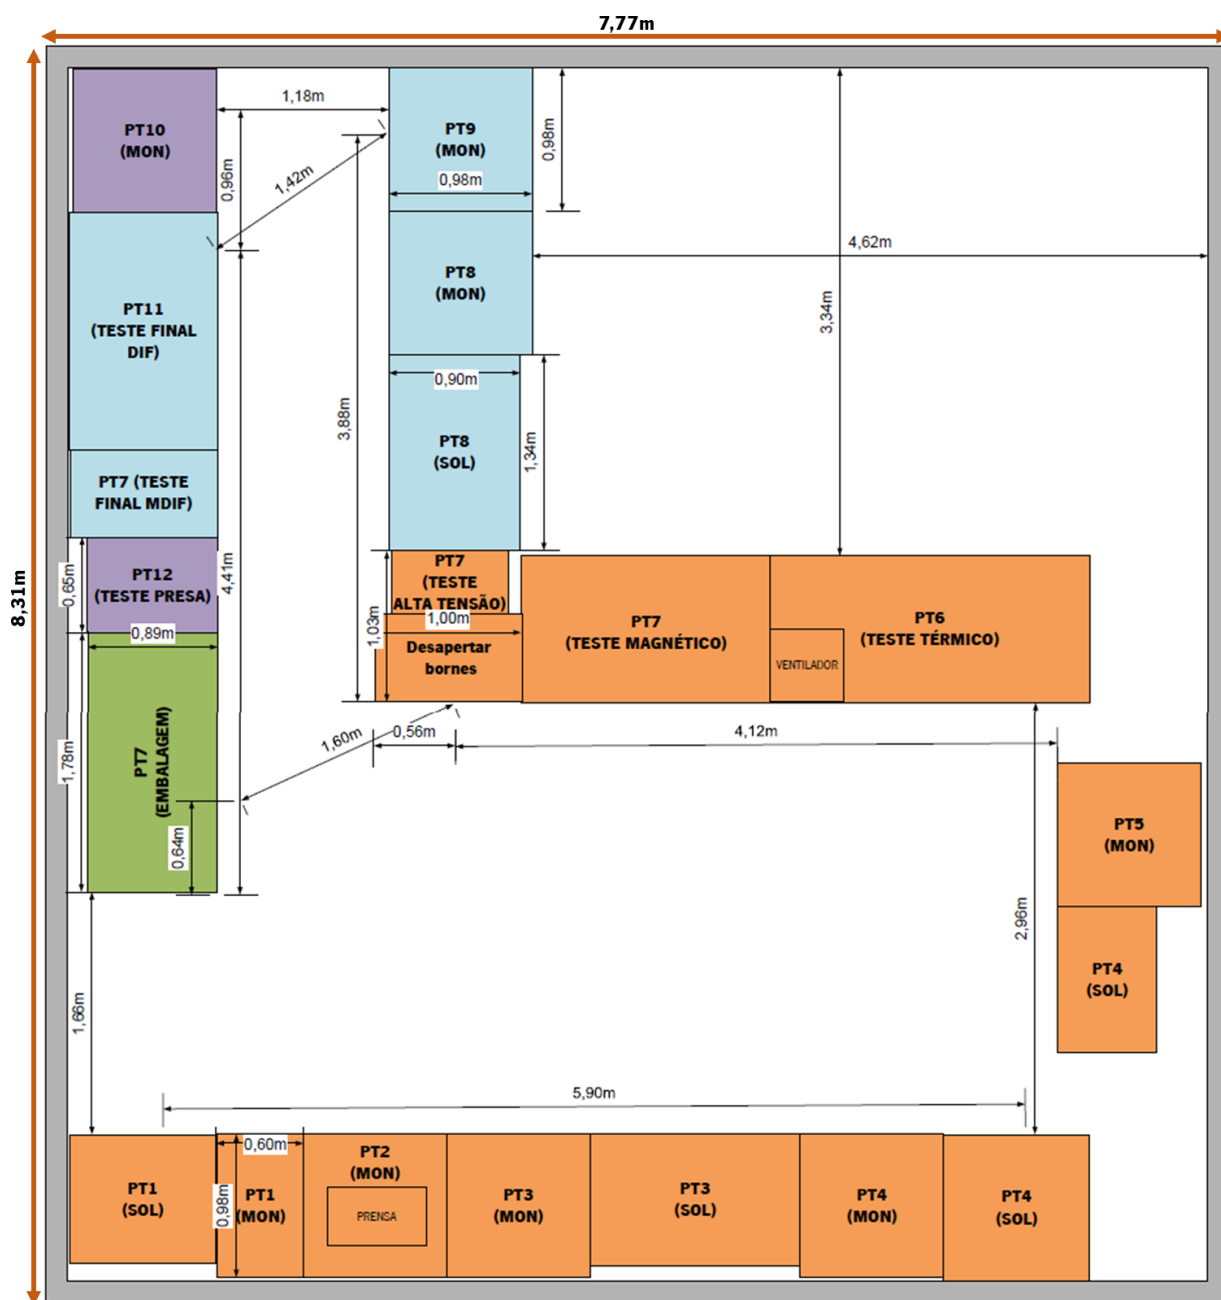 7,77m
8,31m
PT10
(MON)
1,18m
0,96m
1,42m
PT9
(MON)
0,98m
0,98m
PT8
(MON)
4,62m
3,34m
PT11
(TESTE FINAL
DIF)
3,88m
0,90m
PT8
(SOL)
1,34m
PT7 (TESTE
FINAL MDIF)
PT12
(TESTE PRESA)
0,65m
4,41m
0,89m
PT7
(TESTE
ALTA TENSÃO)
1,00m
1,03m
Desapertar
bornes
PT7
(TESTE MAGNÉTICO)
PT6
(TESTE TÉRMICO)
VENTILADOR
PT7
(EMBALAGEM)
1,78m
0,64m
1,60m
0,56m
4,12m
PT5
(MON)
PT4
(SOL)
2,96m
1,66m
5,90m
PT1
(SOL)
0,60m
0,98m
PT1
(MON)
PT2
(MON)
PRENSA
PT3
(MON)
PT3
(SOL)
PT4
(MON)
PT4
(SOL)